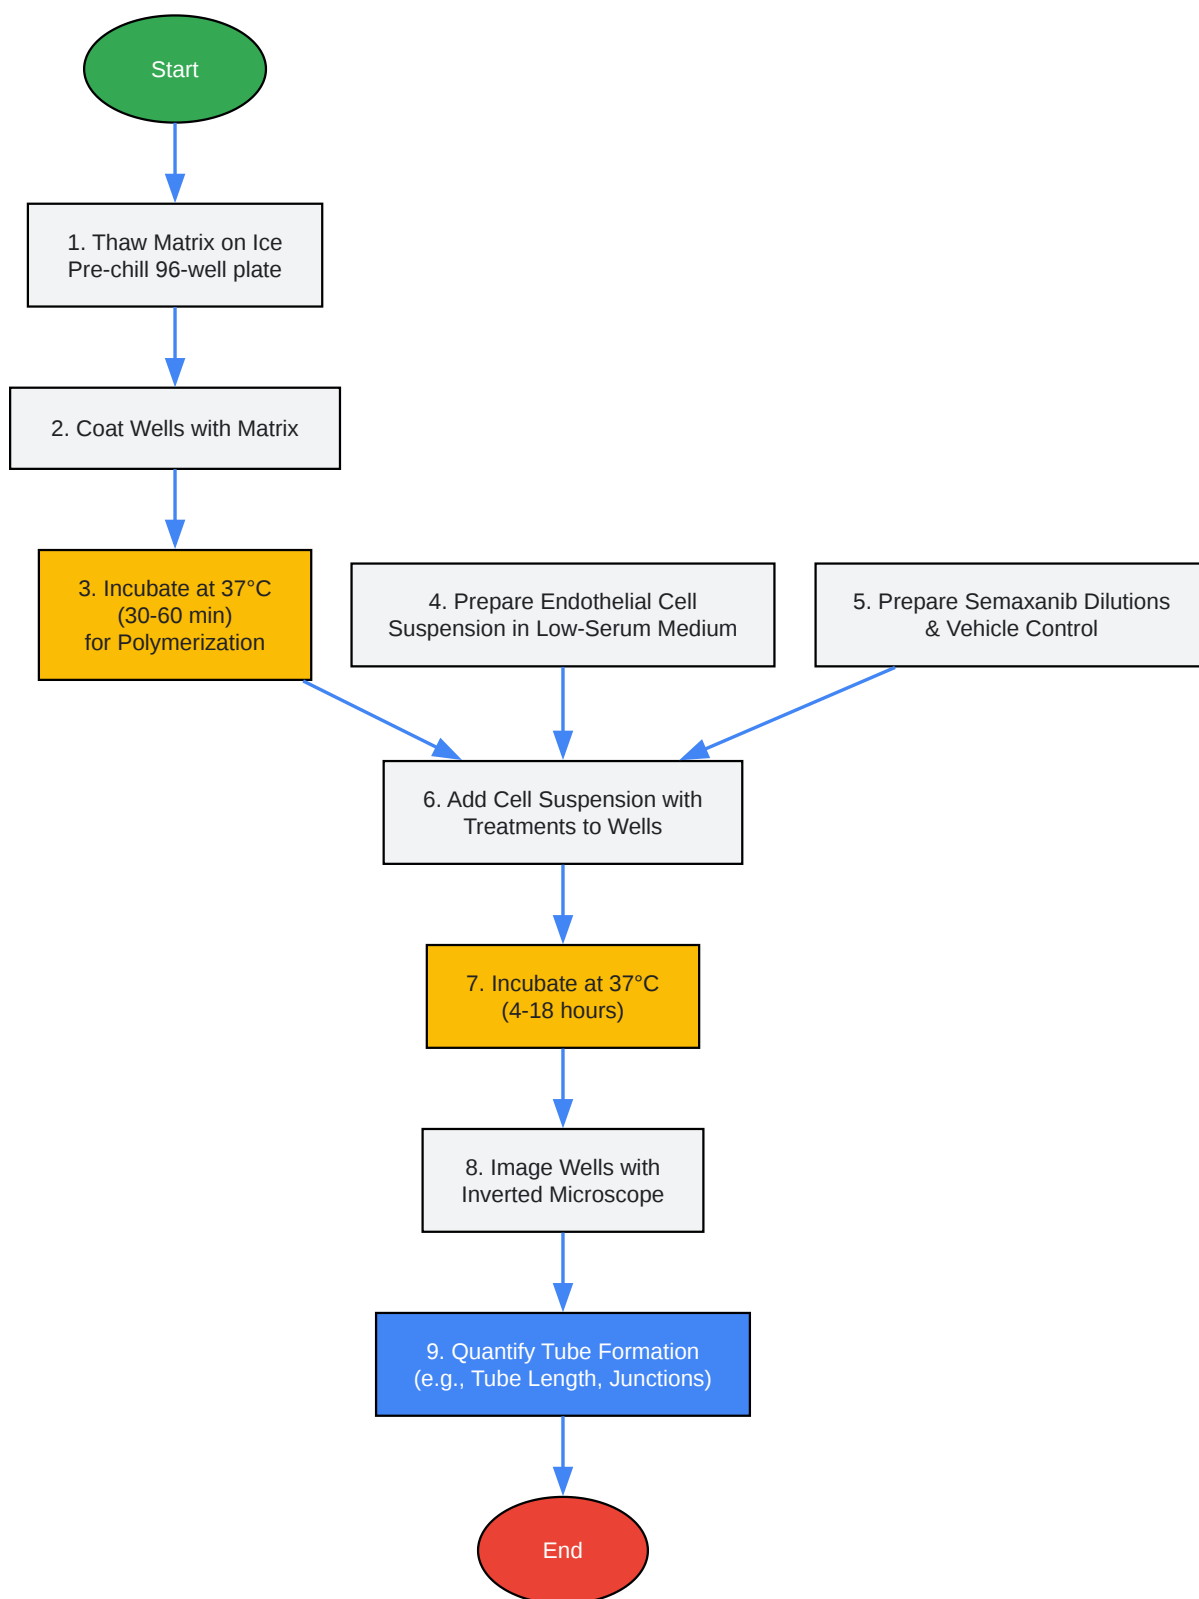 Start
1. Thaw Matrix on Ice
Pre-chill 96-well plate
2. Coat Wells with Matrix
3. Incubate at 37°C
(30-60 min)
for Polymerization
4. Prepare Endothelial Cell
Suspension in Low-Serum Medium
5. Prepare Semaxanib Dilutions
& Vehicle Control
6. Add Cell Suspension with
Treatments to Wells
7. Incubate at 37°C
(4-18 hours)
8. Image Wells with
Inverted Microscope
9. Quantify Tube Formation
(e.g., Tube Length, Junctions)
End